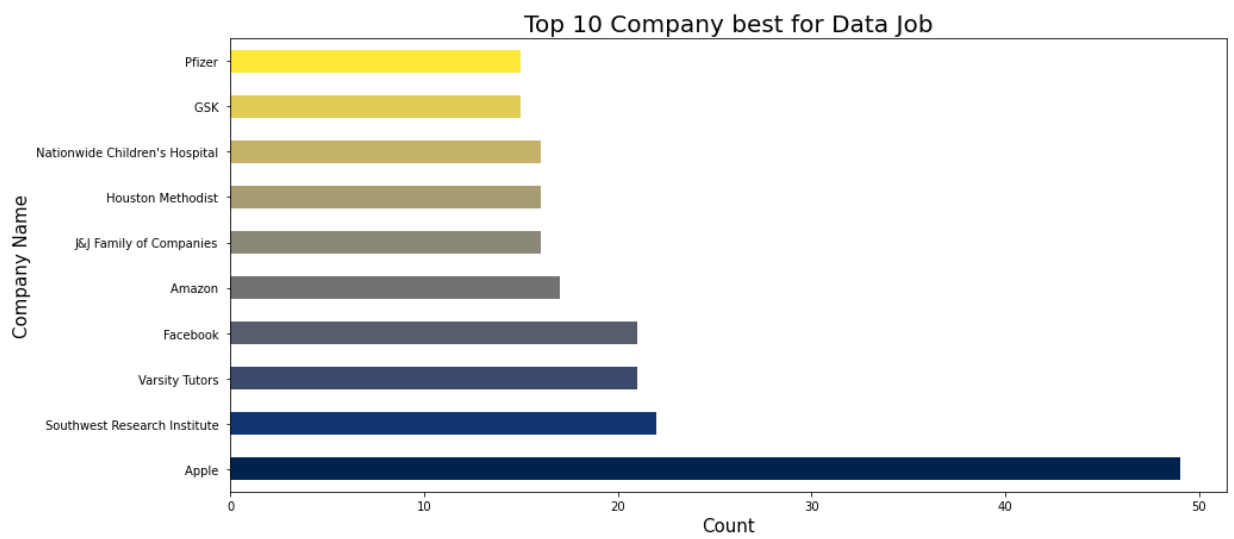 Top 10 Company best for Data Job
Company Name
Pfizer
GSK
Nationwide Children's Hospital
Houston Methodist
J&J Family of Companies
Amazon
Facebook
Varsity Tutors
Southwest Research Institute
Apple
0 10 20 30 40 50
Count